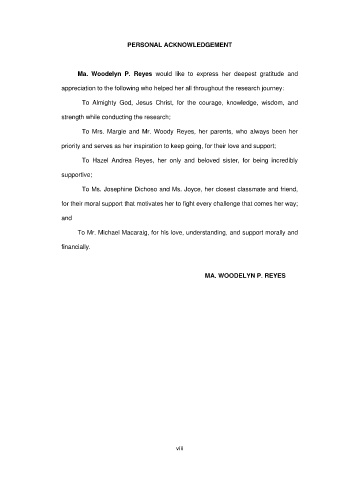 PERSONAL ACKNOWLEDGEMENT
Ma. Woodelyn P. Reyes would like to express her deepest gratitude and
appreciation to the following who helped her all throughout the research journey:
To Almighty God, Jesus Christ, for the courage, knowledge, wisdom, and
strength while conducting the research;
To Mrs. Margie and Mr. Woody Reyes, her parents, who always been her
priority and serves as her inspiration to keep going, for their love and support;
To Hazel Andrea Reyes, her only and beloved sister, for being incredibly
supportive;
To Ms. Josephine Dichoso and Ms. Joyce, her closest classmate and friend,
for their moral support that motivates her to fight every challenge that comes her way;
and
To Mr. Michael Macaraig, for his love, understanding, and support morally and
financially.
MA. WOODELYN P. REYES
viii